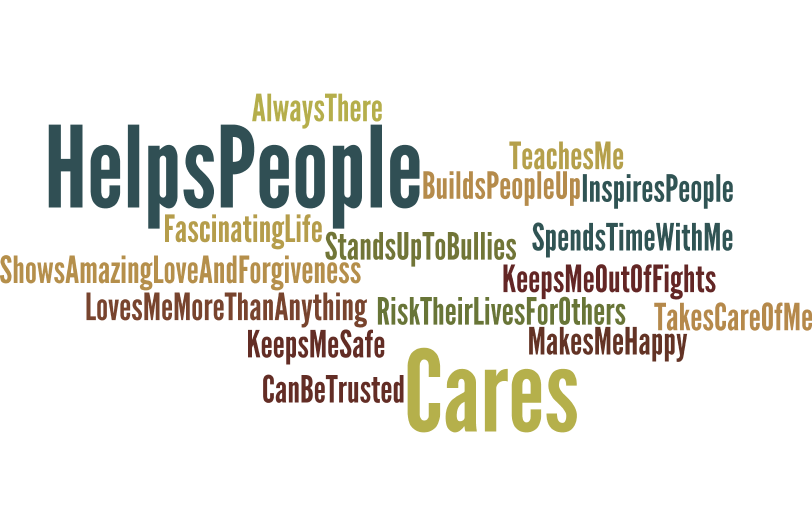 AlwaysThere
HelpsPeople
TeachesMe
BuildsPeopleUp
InspiresPeople
FascinatingLife
StandsUpToBullies
SpendsTimeWithMe
ShowsAmazingLoveAndForgiveness
KeepsMeOutOfFights
LovesMeMoreThanAnything
RiskTheirLivesForOthers
TakesCareOfMe
KeepsMeSafe
MakesMeHappy
CanBeTrusted
Cares